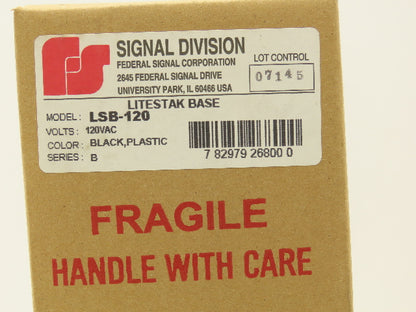 SIGNAL DIVISION
FEDERAL SIGNAL CORPORATION
2645 FEDERAL SIGNAL DRIVE
UNIVERSITY PARK, IL 60466 USA
LOT CONTROL
07145
LITESTAK BASE
MODEL: LSB-120
VOLTS: 120VAC
COLOR: BLACK,PLASTIC
SERIES: B
7 82979 26800 0
FRAGILE
HANDLE WITH CARE